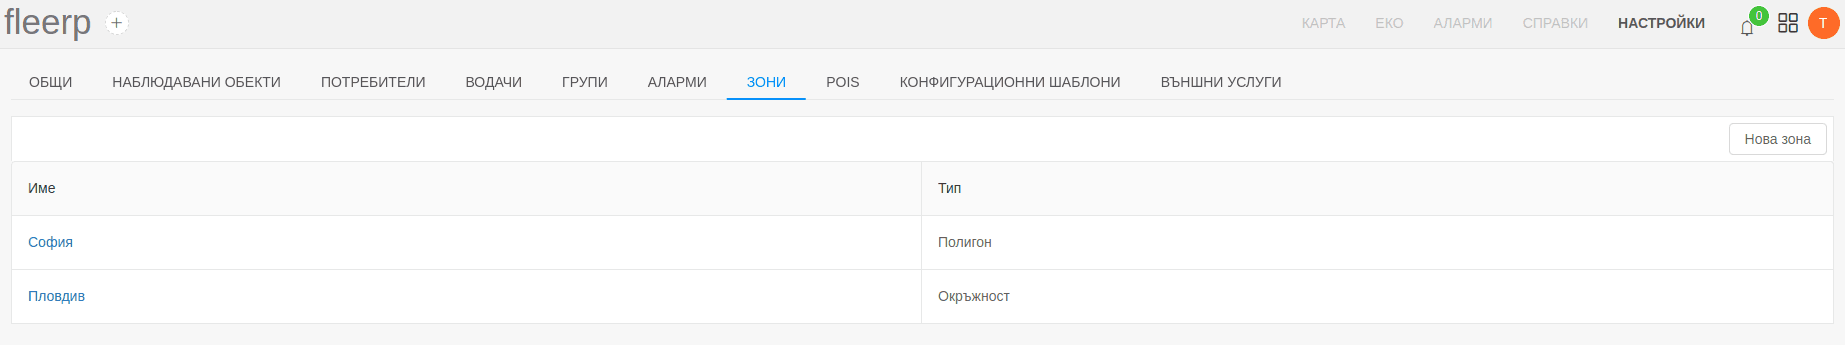 fleerp + КАРТА ЕКО АЛАРМИ СПРАВКИ НАСТРОЙКИ 0 T
ОБЩИ НАБЛЮДАВАНИ ОБЕКТИ ПОТРЕБИТЕЛИ ВОДАЧИ ГРУПИ АЛАРМИ ЗОНИ POIS КОНФИГУРАЦИОННИ ШАБЛОНИ ВЪНШНИ УСЛУГИ
Нова зона
Име Тип
София Полигон
Пловдив Окръжност